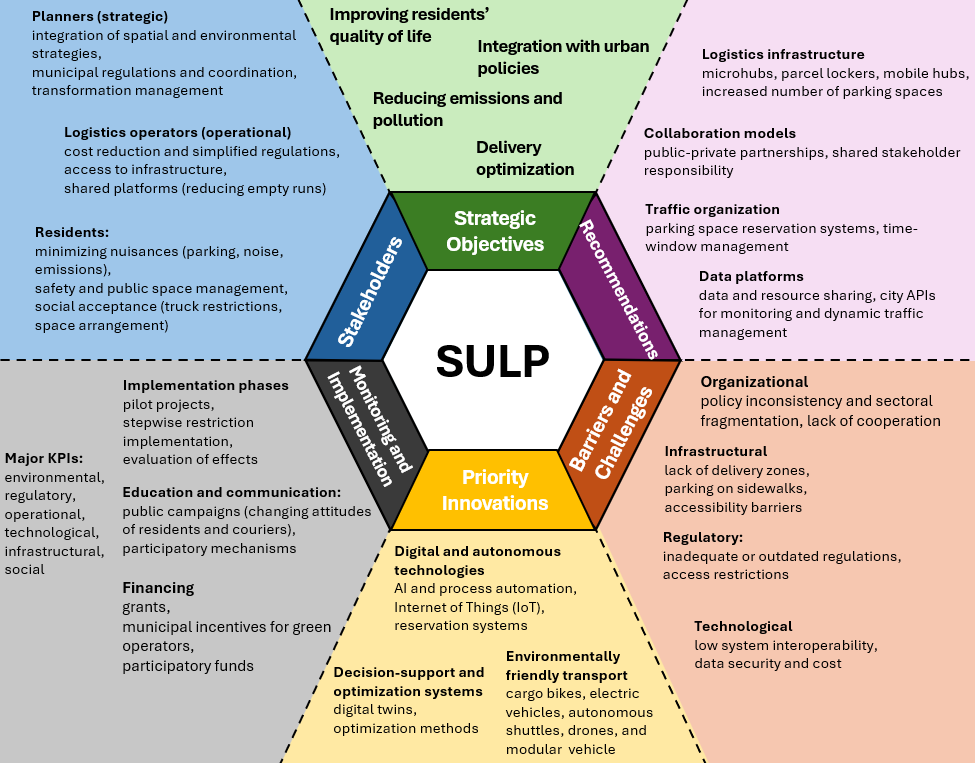 Planners (strategic)
integration of spatial and environmental
strategies,
municipal regulations and coordination,
transformation management
Logistics operators (operational)
cost reduction and simplified regulations,
access to infrastructure,
shared platforms (reducing empty runs)
Residents:
minimizing nuisances (parking, noise,
emissions),
safety and public space management,
social acceptance (truck restrictions,
space arrangement)
Improving residents’
quality of life
Integration with urban
policies
Reducing emissions and
pollution
Delivery
optimization
Logistics infrastructure
microhubs, parcel lockers, mobile hubs,
increased number of parking spaces
Collaboration models
public-private partnerships, shared stakeholder
responsibility
Traffic organization
parking space reservation systems, time-
window management
Data platforms
data and resource sharing, city APIs
for monitoring and dynamic traffic
management
Strategic
Objectives
Stakeholders
Recommendations
SULP
Monitoring and
Implementation
Barriers and
Challenges
Priority
Innovations
Major KPIs:
environmental,
regulatory,
operational,
technological,
infrastructural,
social
Implementation phases
pilot projects,
stepwise restriction
implementation,
evaluation of effects
Education and communication:
public campaigns (changing attitudes
of residents and couriers),
participatory mechanisms
Financing
grants,
municipal incentives for green
operators,
participatory funds
Digital and autonomous
technologies
AI and process automation,
Internet of Things (IoT),
reservation systems
Decision-support and
optimization systems
digital twins,
optimization methods
Environmentally
friendly transport
cargo bikes, electric
vehicles, autonomous
shuttles, drones, and
modular vehicle
Organizational
policy inconsistency and sectoral
fragmentation, lack of cooperation
Infrastructural
lack of delivery zones,
parking on sidewalks,
accessibility barriers
Regulatory:
inadequate or outdated regulations,
access restrictions
Technological
low system interoperability,
data security and cost